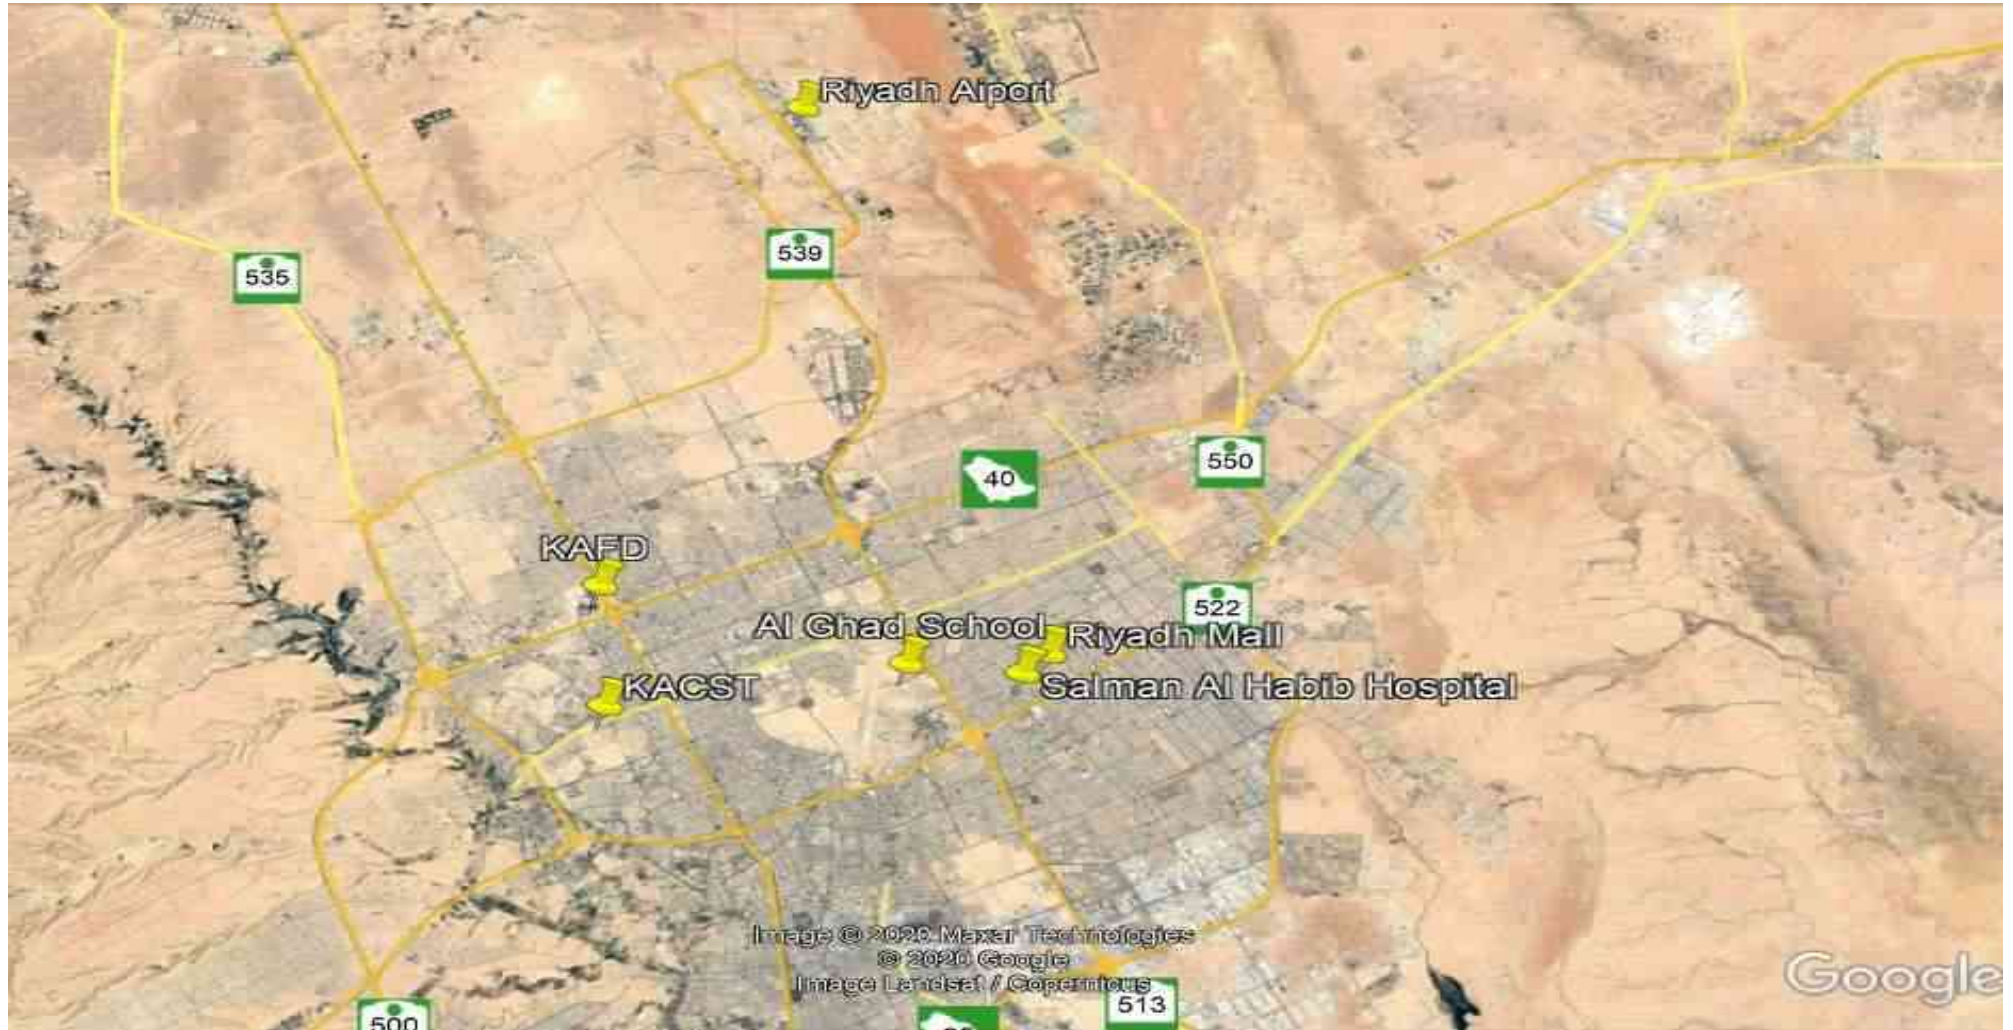 Riyadh Aiport
539
535
550
40
KAFD
522
Al Ghad School
Riyadh Mall
KACST
Salman Al Habib Hospital
Image © 2020 Maxar Technologies
© 2020 Google
Image Landsat / Copernicus
Google
513
500